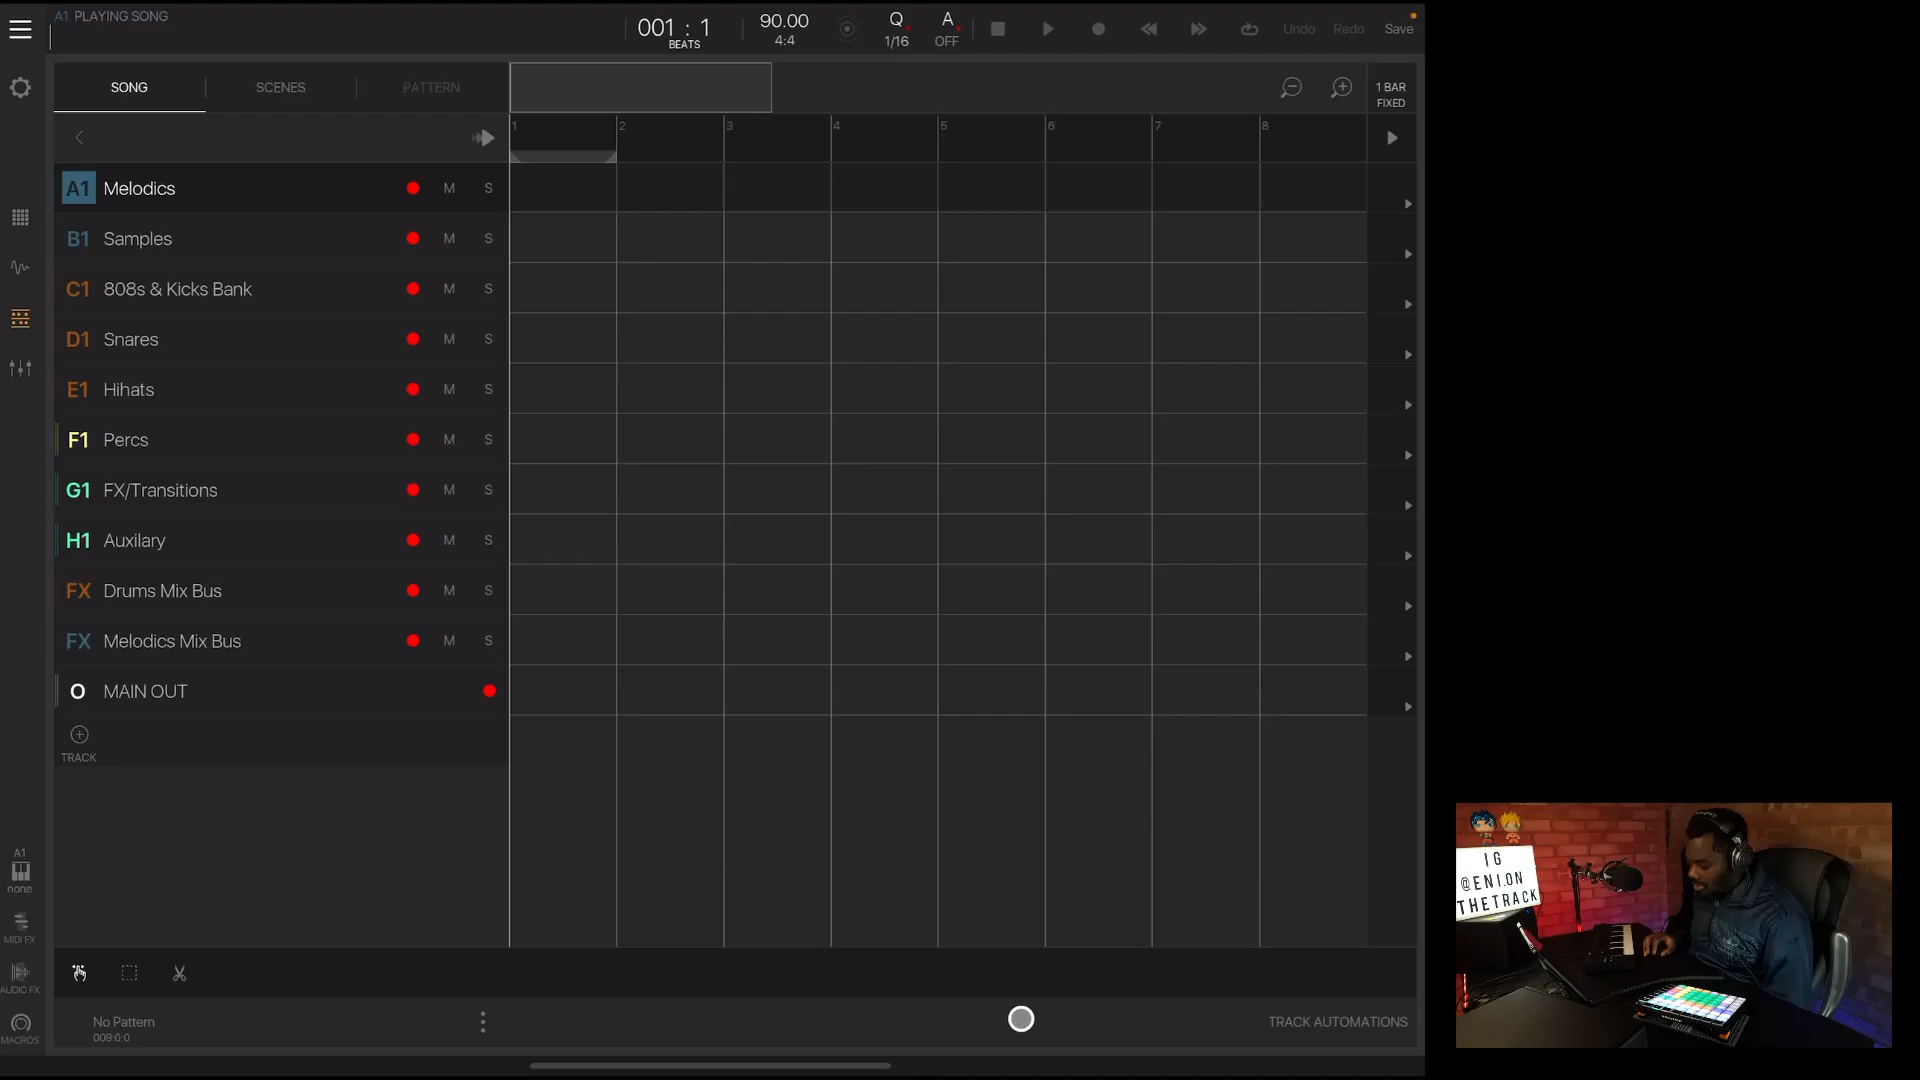 A1 PLAYING SONG
001 : 1
BEATS
90.00
4:4
Q
1/16
A
OFF
Undo
Redo
Save
SONG
SCENES
PATTERN
1 BAR
FIXED
1 2 3 4 5 6 7 8
A1 Melodics M S
B1 Samples M S
C1 808s & Kicks Bank M S
D1 Snares M S
E1 Hihats M S
F1 Percs M S
G1 FX/Transitions M S
H1 Auxilary M S
FX Drums Mix Bus M S
FX Melodics Mix Bus M S
O MAIN OUT
TRACK
A1
none
MIDI FX
AUDIO FX
MACROS
No Pattern
009:0:0
TRACK AUTOMATIONS
IG
@ENI.ON
THETRACK